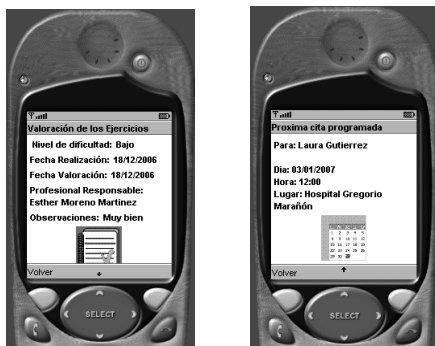 Valoración de los Ejercicios
Nivel de dificultad: Bajo
Fecha Realización: 18/12/2006
Fecha Valoración: 18/12/2006
Profesional Responsable:
Esther Moreno Martinez
Observaciones: Muy bien
Volver
SELECT
Proxima cita programada
Para: Laura Gutierrez
Dia: 03/01/2007
Hora: 12:00
Lugar: Hospital Gregorio
Marañón
Volver
SELECT